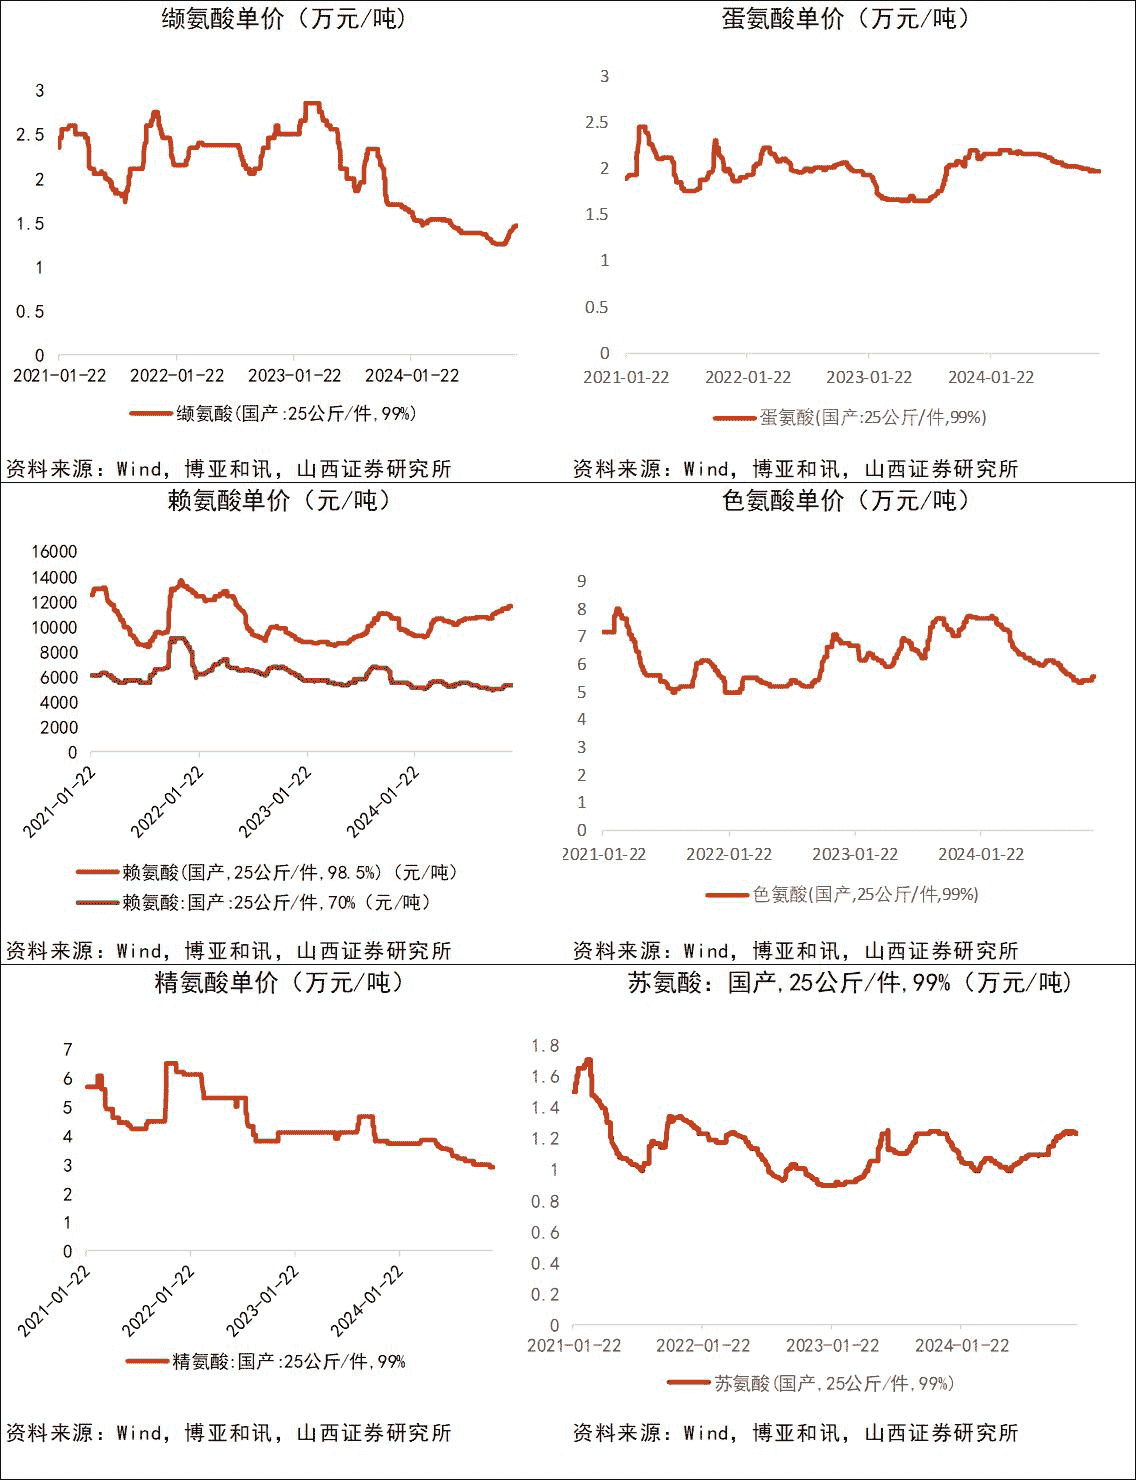 缬氨酸单价（万元/吨）
3
2.5
2
1.5
1
0.5
0
2021-01-22 2022-01-22 2023-01-22 2024-01-22
缬氨酸(国产:25公斤/件,99%)
资料来源：Wind，博亚和讯，山西证券研究所
蛋氨酸单价（万元/吨）
3
2.5
2
1.5
1
0.5
0
2021-01-22 2022-01-22 2023-01-22 2024-01-22
蛋氨酸(国产:25公斤/件,99%)
资料来源：Wind，博亚和讯，山西证券研究所
赖氨酸单价（元/吨）
16000
14000
12000
10000
8000
6000
4000
2000
0
2021-01-22 2022-01-22 2023-01-22 2024-01-22
赖氨酸(国产,25公斤/件,98.5%)（元/吨）
赖氨酸:国产:25公斤/件,70%（元/吨）
资料来源：Wind，博亚和讯，山西证券研究所
色氨酸单价（万元/吨）
9
8
7
6
5
4
3
2
1
0
2021-01-22 2022-01-22 2023-01-22 2024-01-22
色氨酸(国产,25公斤/件,99%)
资料来源：Wind，博亚和讯，山西证券研究所
精氨酸单价（万元/吨）
7
6
5
4
3
2
1
0
2021-01-22 2022-01-22 2023-01-22 2024-01-22
精氨酸:国产:25公斤/件,99%
资料来源：Wind，博亚和讯，山西证券研究所
苏氨酸：国产,25公斤/件,99%（万元/吨）
1.8
1.6
1.4
1.2
1
0.8
0.6
0.4
0.2
0
2021-01-22 2022-01-22 2023-01-22 2024-01-22
苏氨酸(国产,25公斤/件,99%)
资料来源：Wind，博亚和讯，山西证券研究所